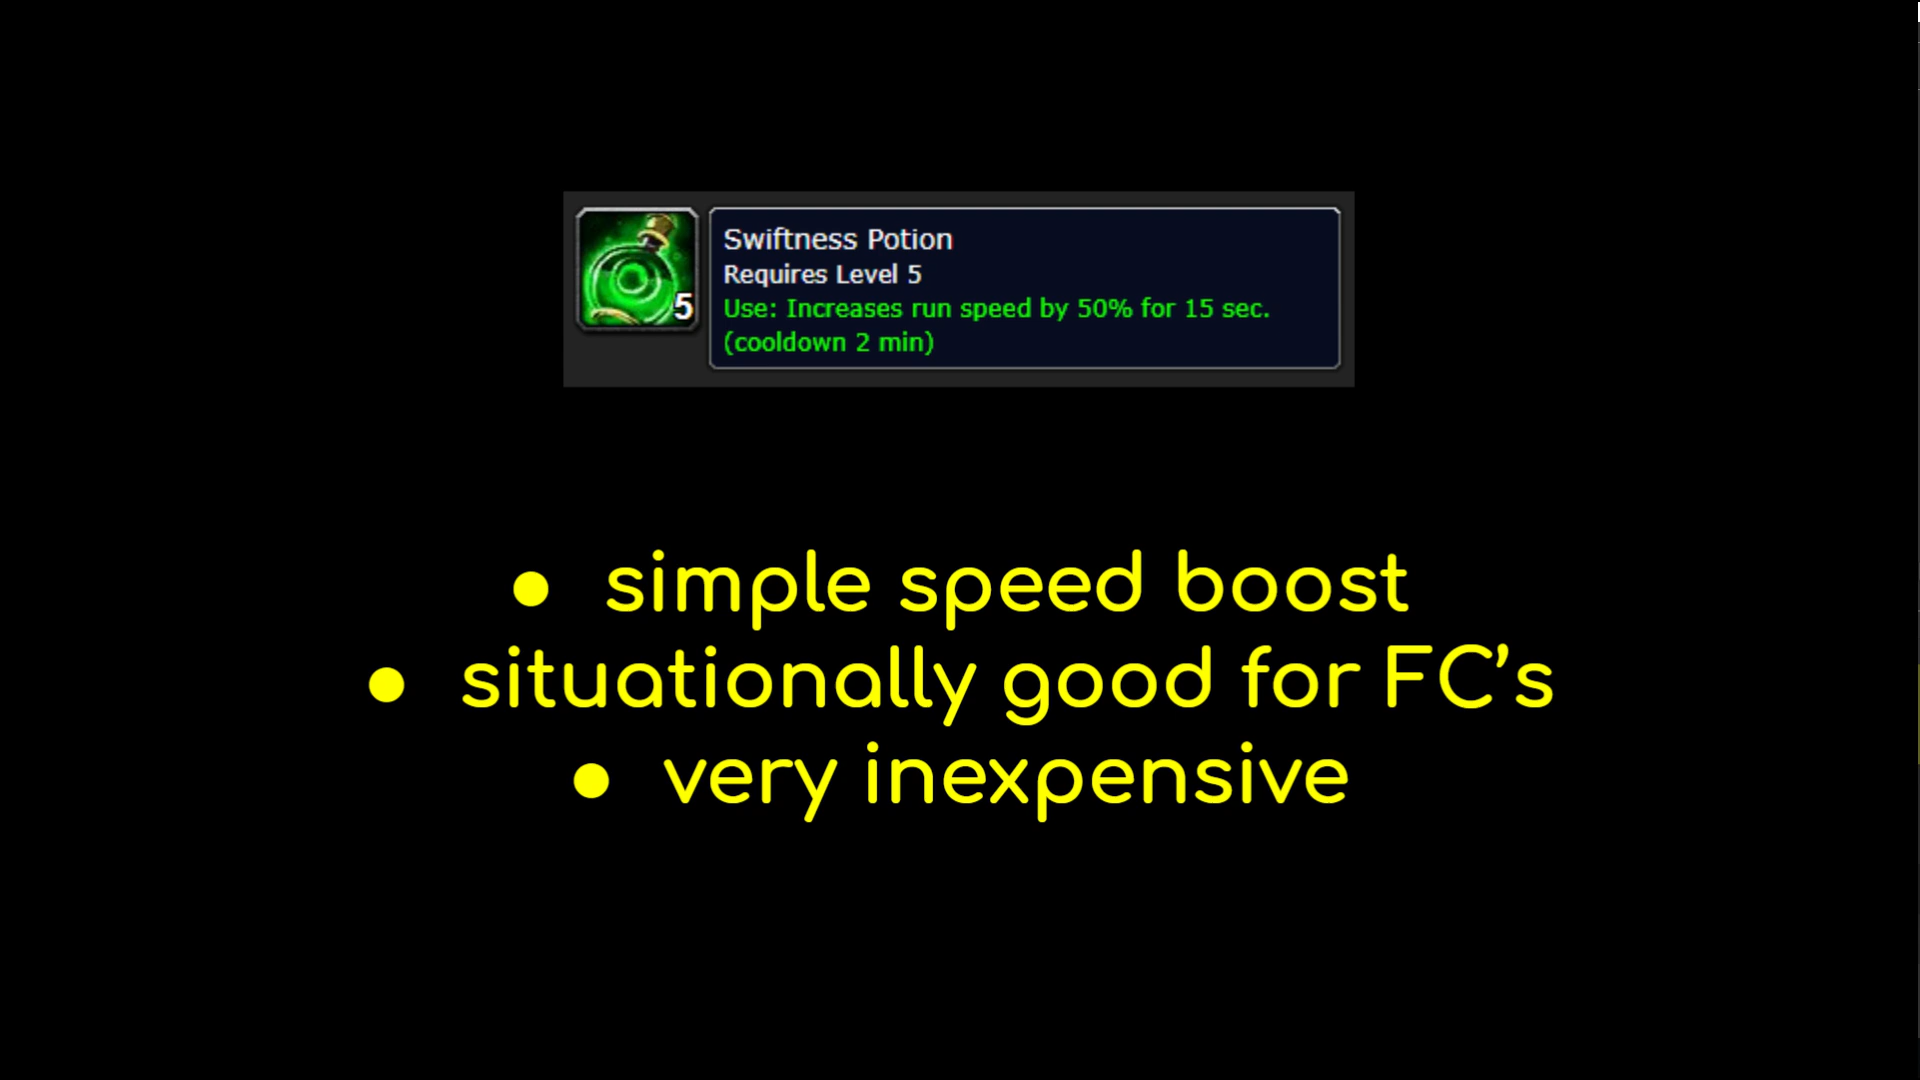 5
Swiftness Potion
Requires Level 5
Use: Increases run speed by 50% for 15 sec.
(cooldown 2 min)
● simple speed boost
● situationally good for FC’s
● very inexpensive